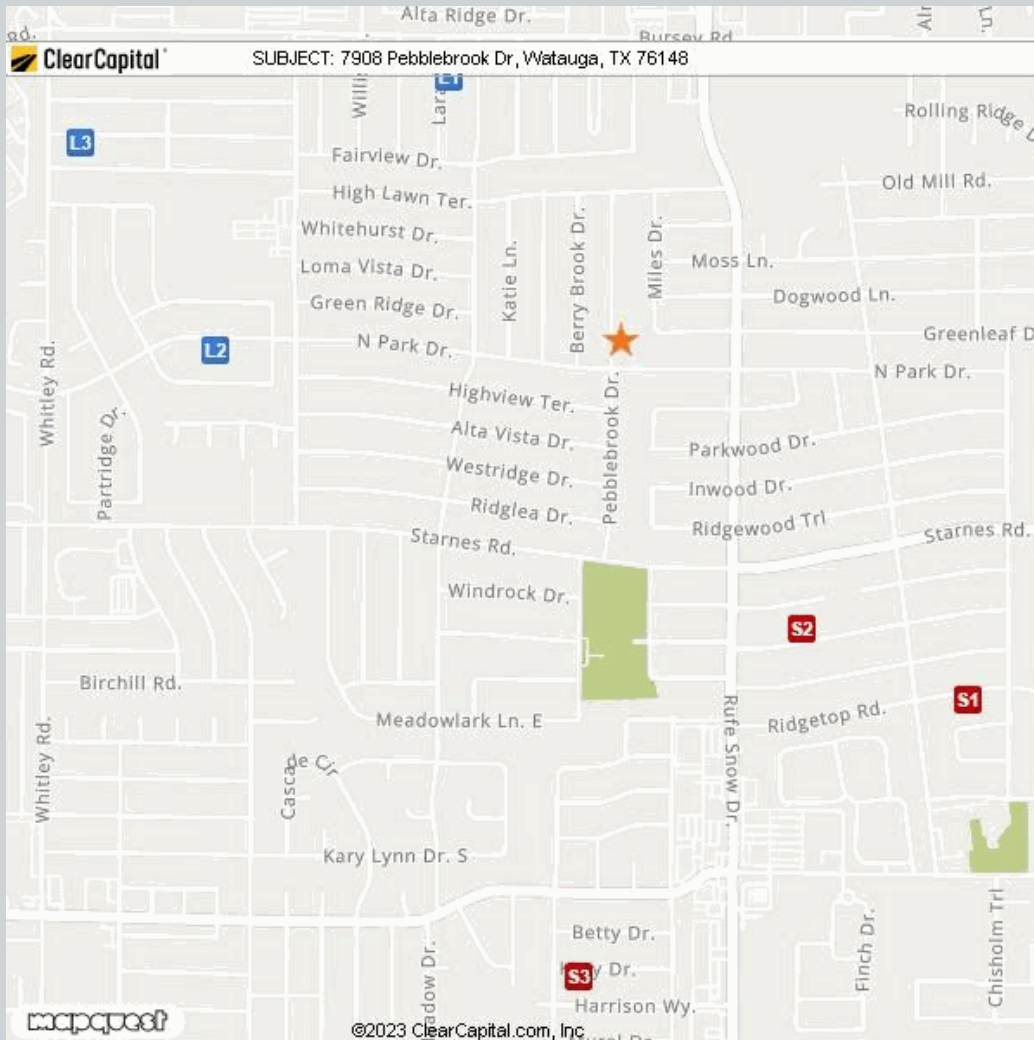 Alta Ridge Dr.
Bursey Rd
Rd.
Ln.
ClearCapital
SUBJECT: 7908 Pebblebrook Dr, Watauga, TX 76148
L1
L3
Rolling Ridge
Fairview Dr.
Old Mill Rd.
High Lawn Ter.
Whitehurst Dr.
Katie Ln.
Berry Brook Dr.
Miles Dr.
Moss Ln.
Loma Vista Dr.
Dogwood Ln.
Green Ridge Dr.
Greenleaf D
L2
N Park Dr.
N Park Dr.
Whitley Rd.
Partridge Dr.
Highview Ter.
Pebblebrook Dr.
Alta Vista Dr.
Parkwood Dr.
Westridge Dr.
Inwood Dr.
Ridglea Dr.
Ridgewood Trl
Starnes Rd.
Starnes Rd.
Windrock Dr.
S2
Birchill Rd.
S1
Meadowlark Ln. E
Ridgetop Rd.
Rufe Snow Dr.
Whitley Rd.
Cascade Cir
Kary Lynn Dr. S
Betty Dr.
Finch Dr.
Chisholm Trl
S3
y Dr.
Harrison Wy.
adow Dr.
mapquest
©2023 ClearCapital.com, Inc